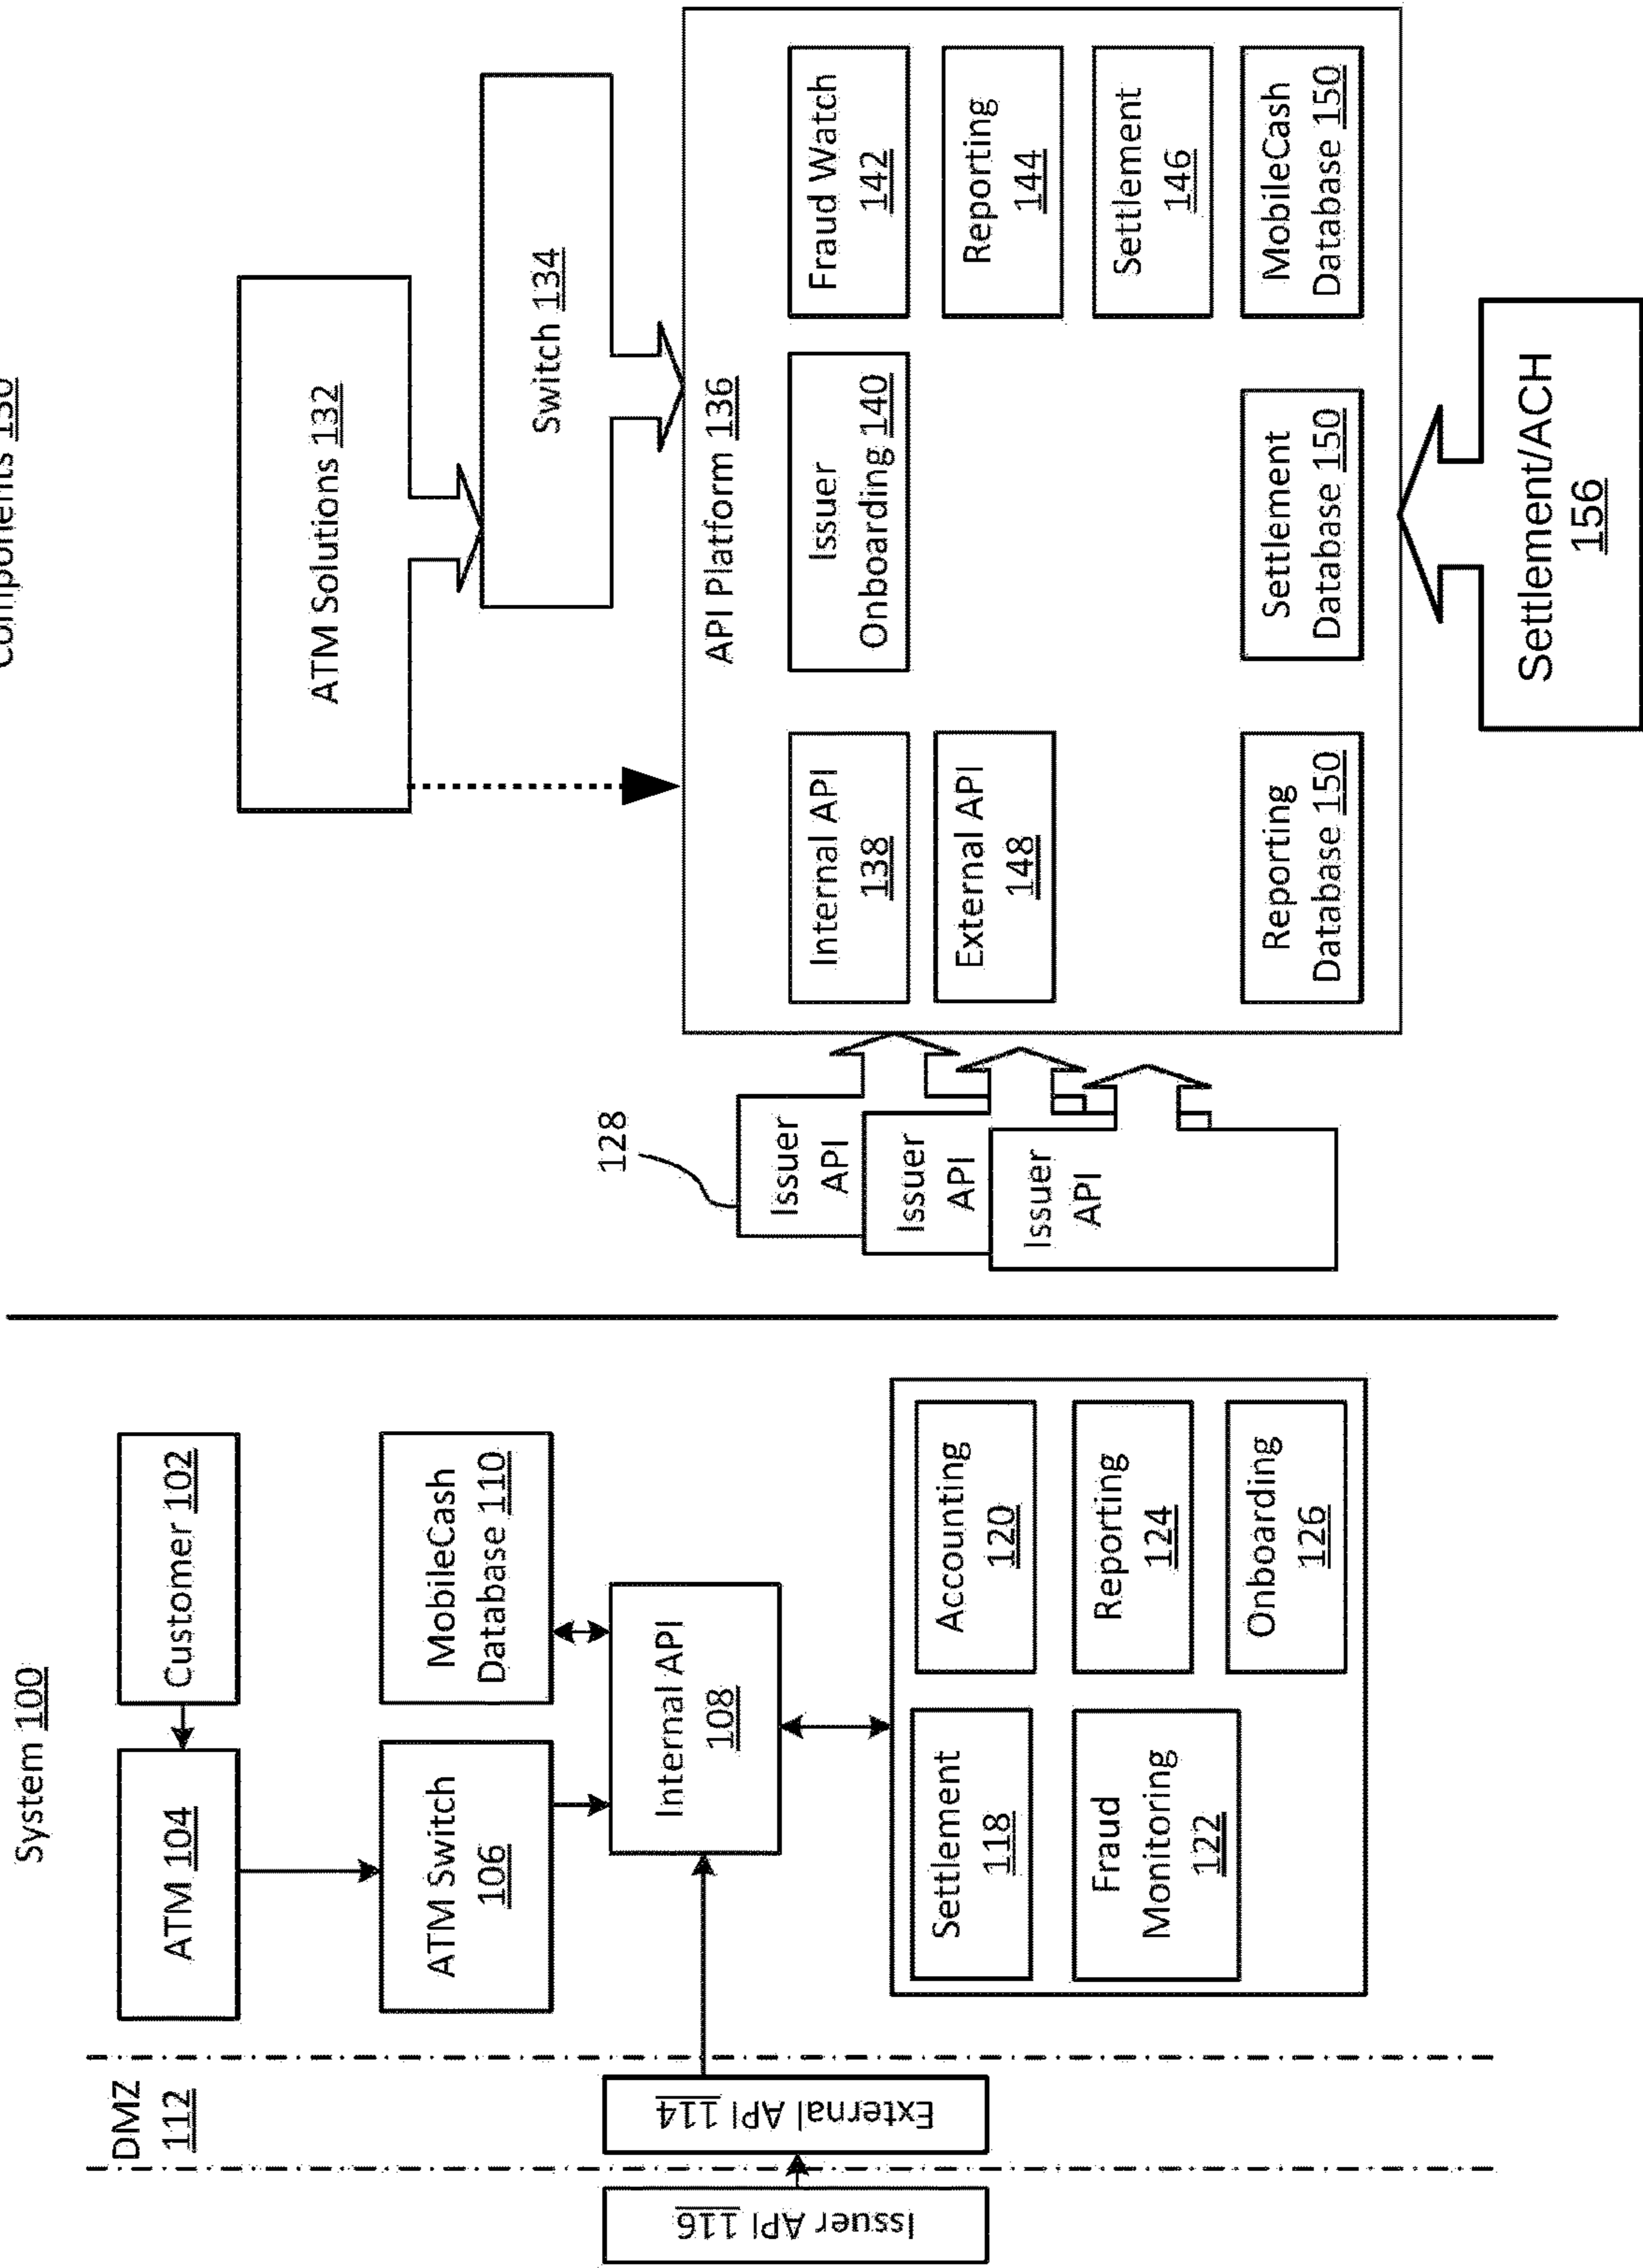 System 100
DMZ
112
Customer 102
ATM 104
ATM Switch
106
MobileCash
Database 110
Internal API
108
Issuer API 116
External API 114
Settlement
118
Accounting
120
Fraud
Monitoring
122
Reporting
124
Onboarding
126
Components 130
ATM Solutions 132
Switch 134
API Platform 136
128
Issuer
API
Issuer
API
Issuer
API
Internal API
138
Issuer
Onboarding 140
Fraud Watch
142
External API
148
Reporting
144
Settlement
146
Reporting
Database 150
Settlement
Database 150
MobileCash
Database 150
Settlement/ACH
156